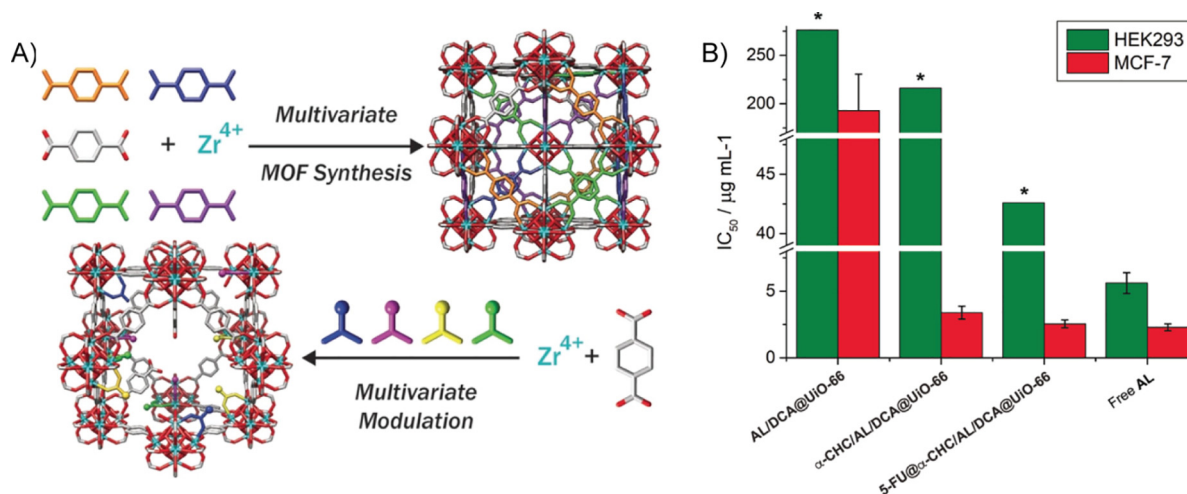 A)
+ Zr4+
Multivariate
MOF Synthesis
Multivariate
Modulation
Zr4+ +
B)
*
*
*
HEK293
MCF-7
IC50 / μg mL-1
250
200
45
40
5
0
AL/DCA@UiO-66
α-CHC/AL/DCA@UiO-66
5-FU@α-CHC/AL/DCA@UiO-66
Free AL